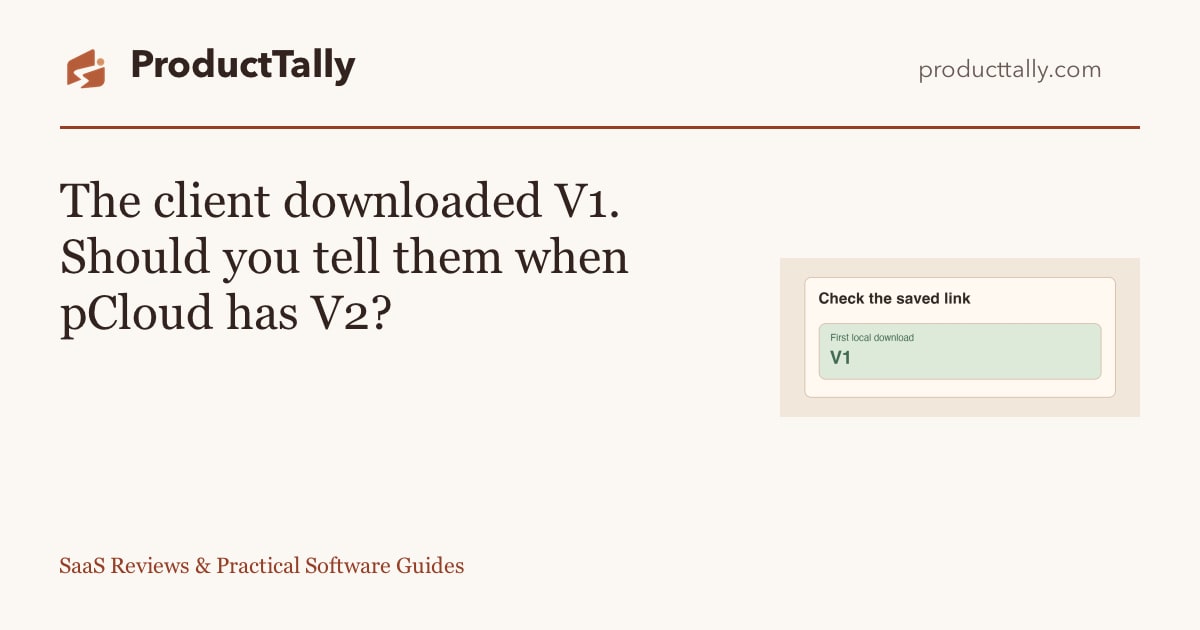 ProductTally
producttally.com
The client downloaded V1.
Should you tell them when
pCloud has V2?
Check the saved link
First local download
V1
SaaS Reviews & Practical Software Guides